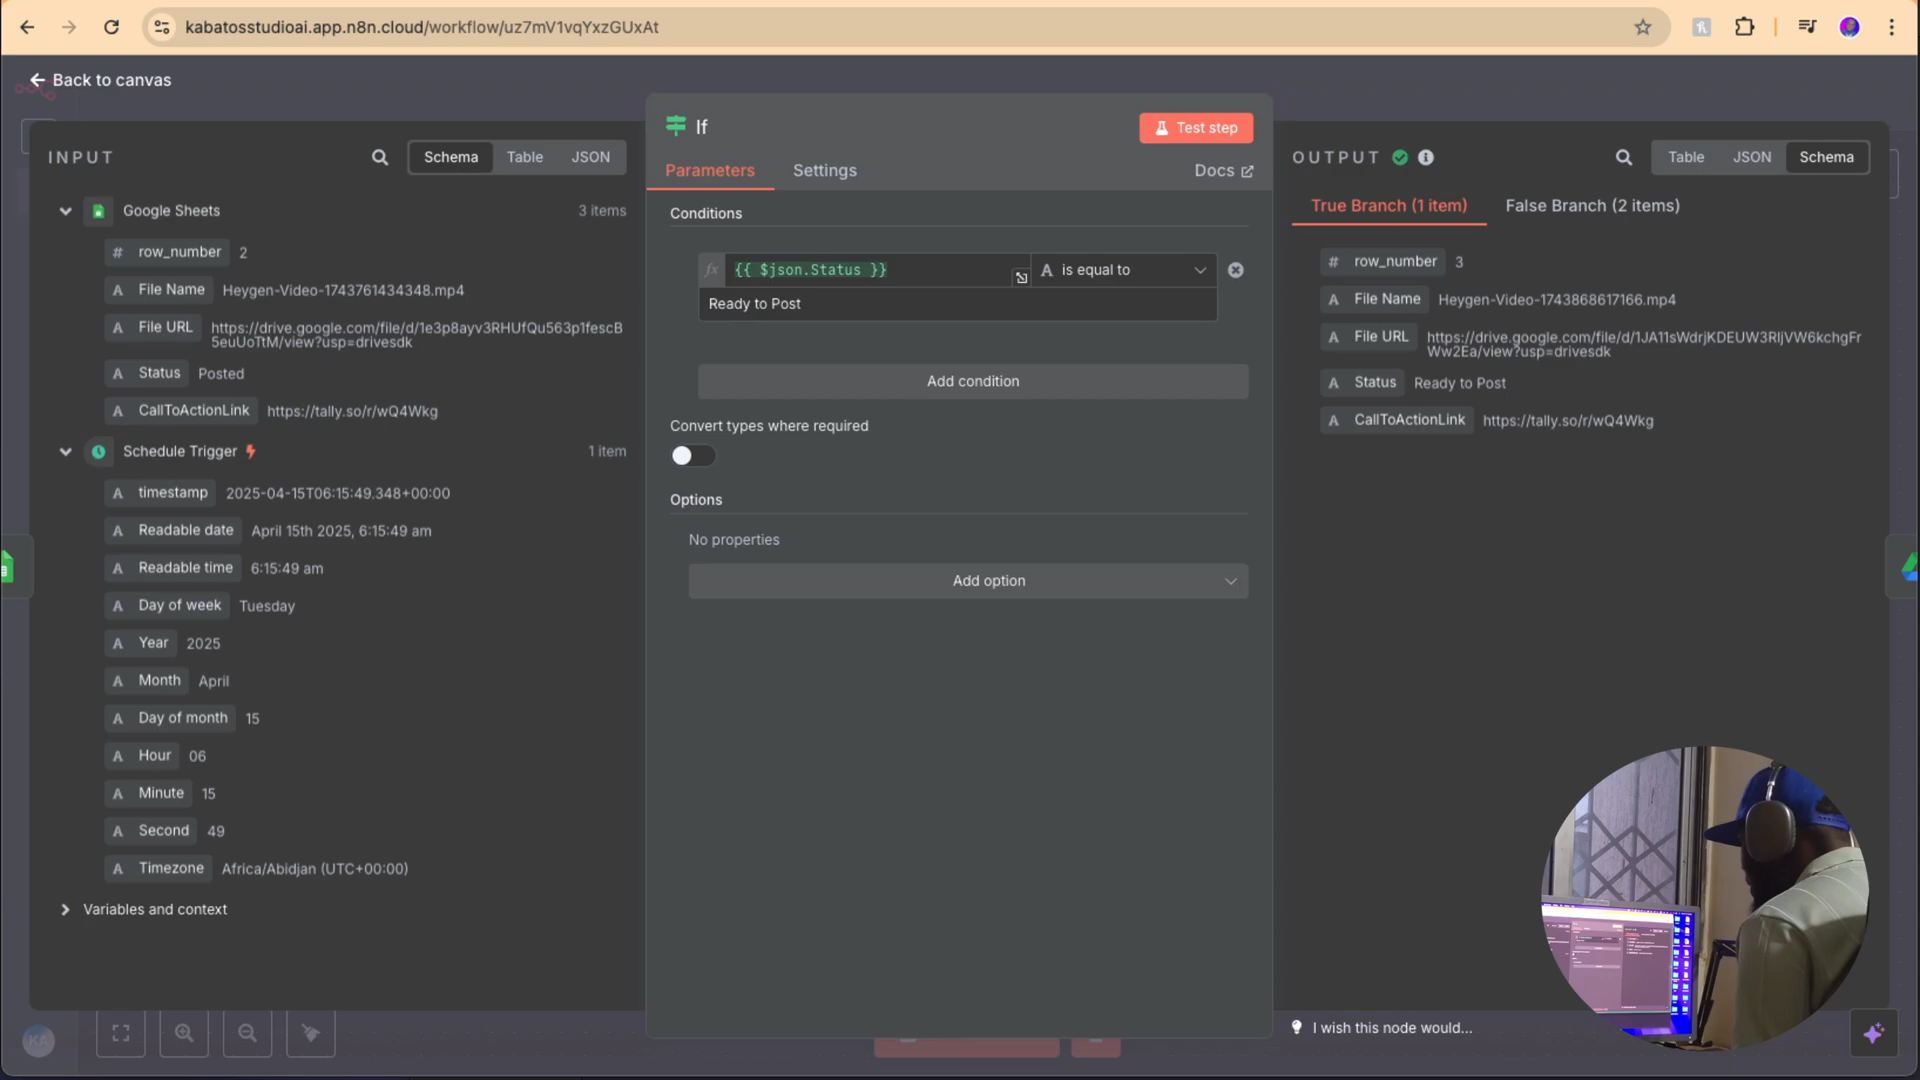 kabatosstudioai.app.n8n.cloud/workflow/uz7mV1vqYxzGUxAt
Back to canvas
INPUT
Schema
Table
JSON
Google Sheets
3 items
# row_number 2
A File Name Heygen-Video-1743761434348.mp4
A File URL https://drive.google.com/file/d/1e3p8ayv3RHUfQu563p1fescB
5euUoTtM/view?usp=drivesdk
A Status Posted
A CallToActionLink https://tally.so/r/wQ4Wkg
Schedule Trigger
1 item
A timestamp 2025-04-15T06:15:49.348+00:00
A Readable date April 15th 2025, 6:15:49 am
A Readable time 6:15:49 am
A Day of week Tuesday
A Year 2025
A Month April
A Day of month 15
A Hour 06
A Minute 15
A Second 49
A Timezone Africa/Abidjan (UTC+00:00)
Variables and context
KA
If
Test step
Parameters
Settings
Docs
Conditions
fx {{ $json.Status }}
A is equal to
Ready to Post
Add condition
Convert types where required
Options
No properties
Add option
OUTPUT
Table
JSON
Schema
True Branch (1 item)
False Branch (2 items)
# row_number 3
A File Name Heygen-Video-1743868617166.mp4
A File URL https://drive.google.com/file/d/1JA11sWdrjKDEUW3RljVW6kchgFr
Ww2Ea/view?usp=drivesdk
A Status Ready to Post
A CallToActionLink https://tally.so/r/wQ4Wkg
I wish this node would...